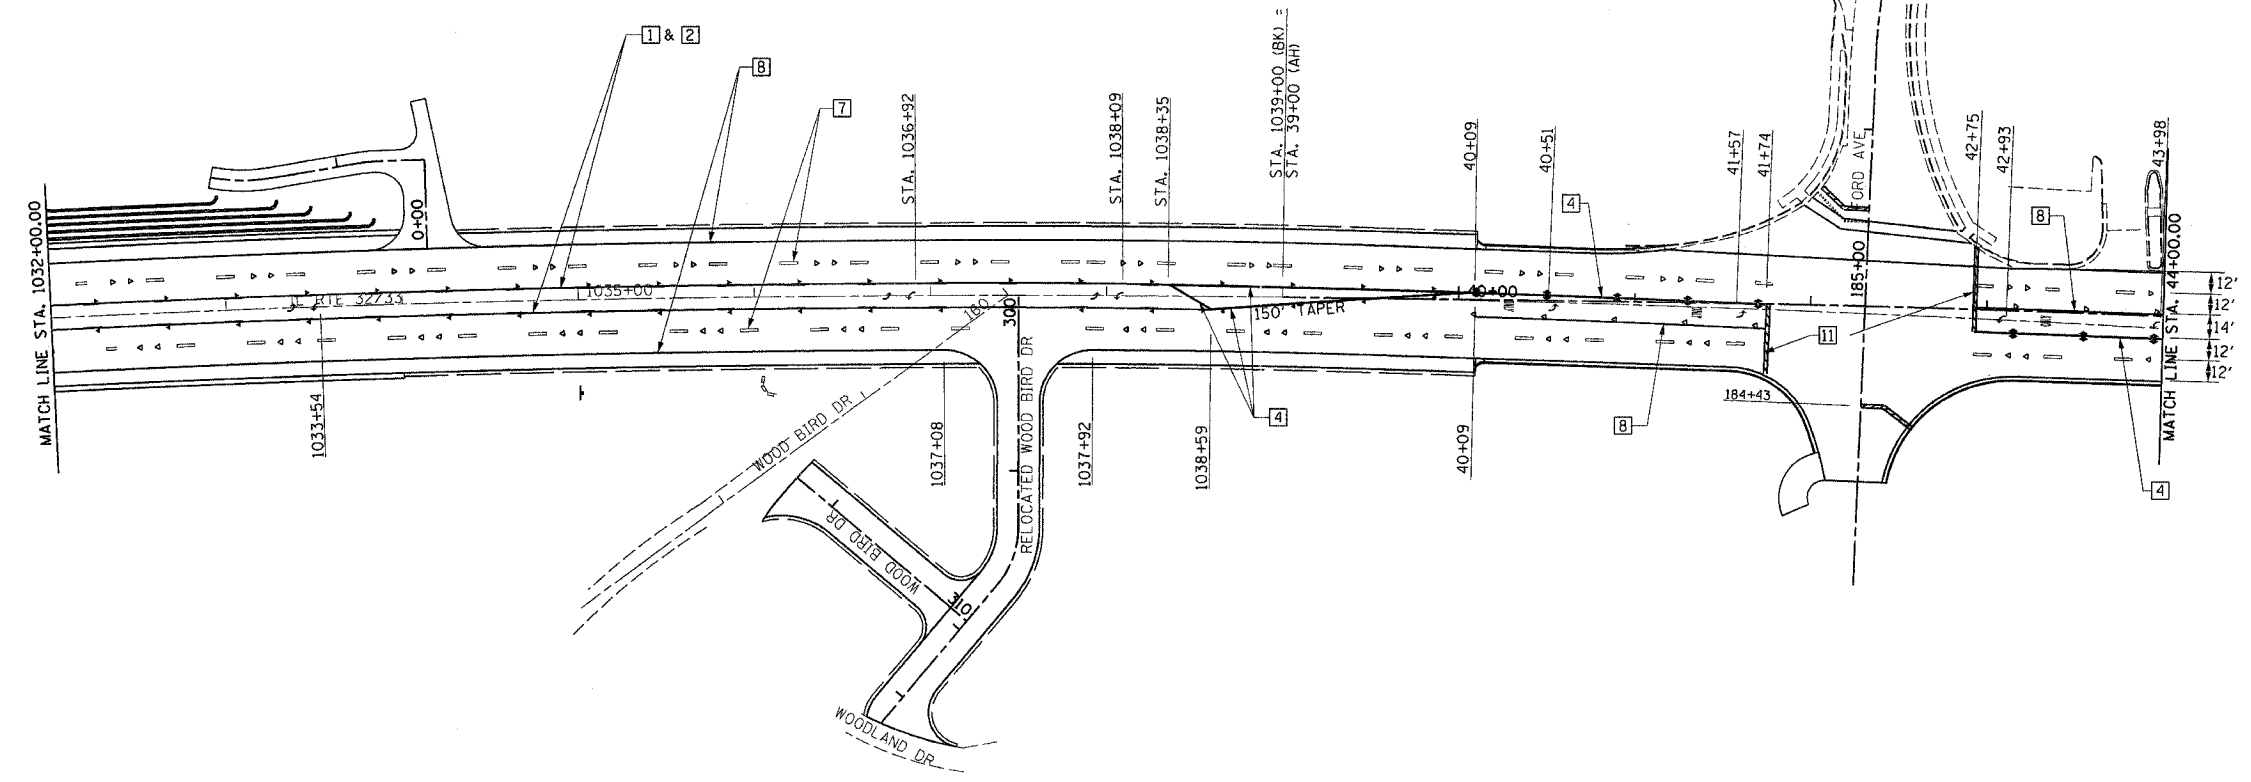 1 & 2
8
7
STA. 1036+92
STA. 1038+09
STA. 1038+35
STA. 1039+00 (BK) =
STA. 39+00 (AH)
40+09
40+51
4
41+57
41+74
ORD AVE
42+75
42+93
8
43+98
MATCH LINE STA. 1032+00.00
0+00
RTE 32733
1035+00
160
300
150' TAPER
40+00
ONLY
185+00
11
MATCH LINE STA. 44+00.00
12'
12'
14'
12'
12'
1033+54
WOOD BIRD DR
1037+08
RELOCATED WOOD BIRD DR
1037+92
1038+59
4
40+09
8
184+43
4
WOOD BIRD DR
310
WOODLAND DR